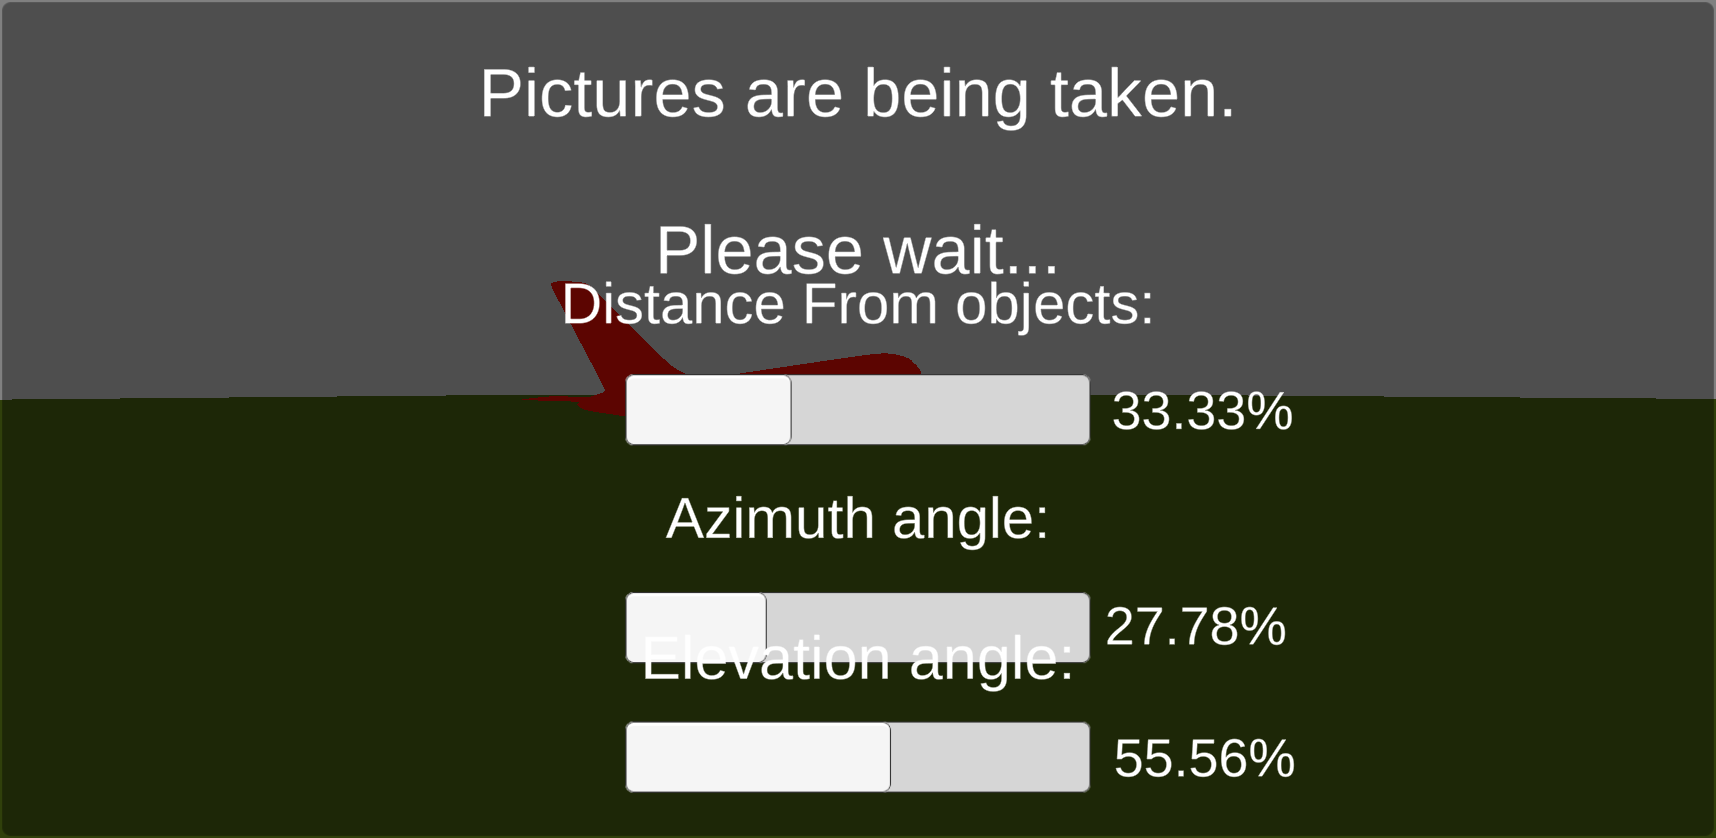 Pictures are being taken.
Please wait...
Distance From objects:
33.33%
Azimuth angle:
27.78%
Elevation angle:
55.56%